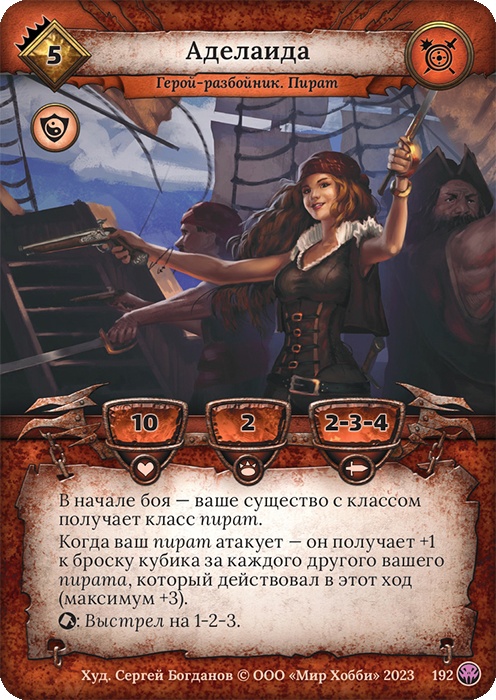 5
Аделаида
Герой-разбойник. Пират
10
2
2-3-4
В начале боя — ваше существо с классом
получает класс пират.
Когда ваш пират атакует — он получает +1
к броску кубика за каждого другого вашего
пирата, который действовал в этот ход
(максимум +3).
: Выстрел на 1-2-3.
Худ. Сергей Богданов © ООО «Мир Хобби» 2023 192